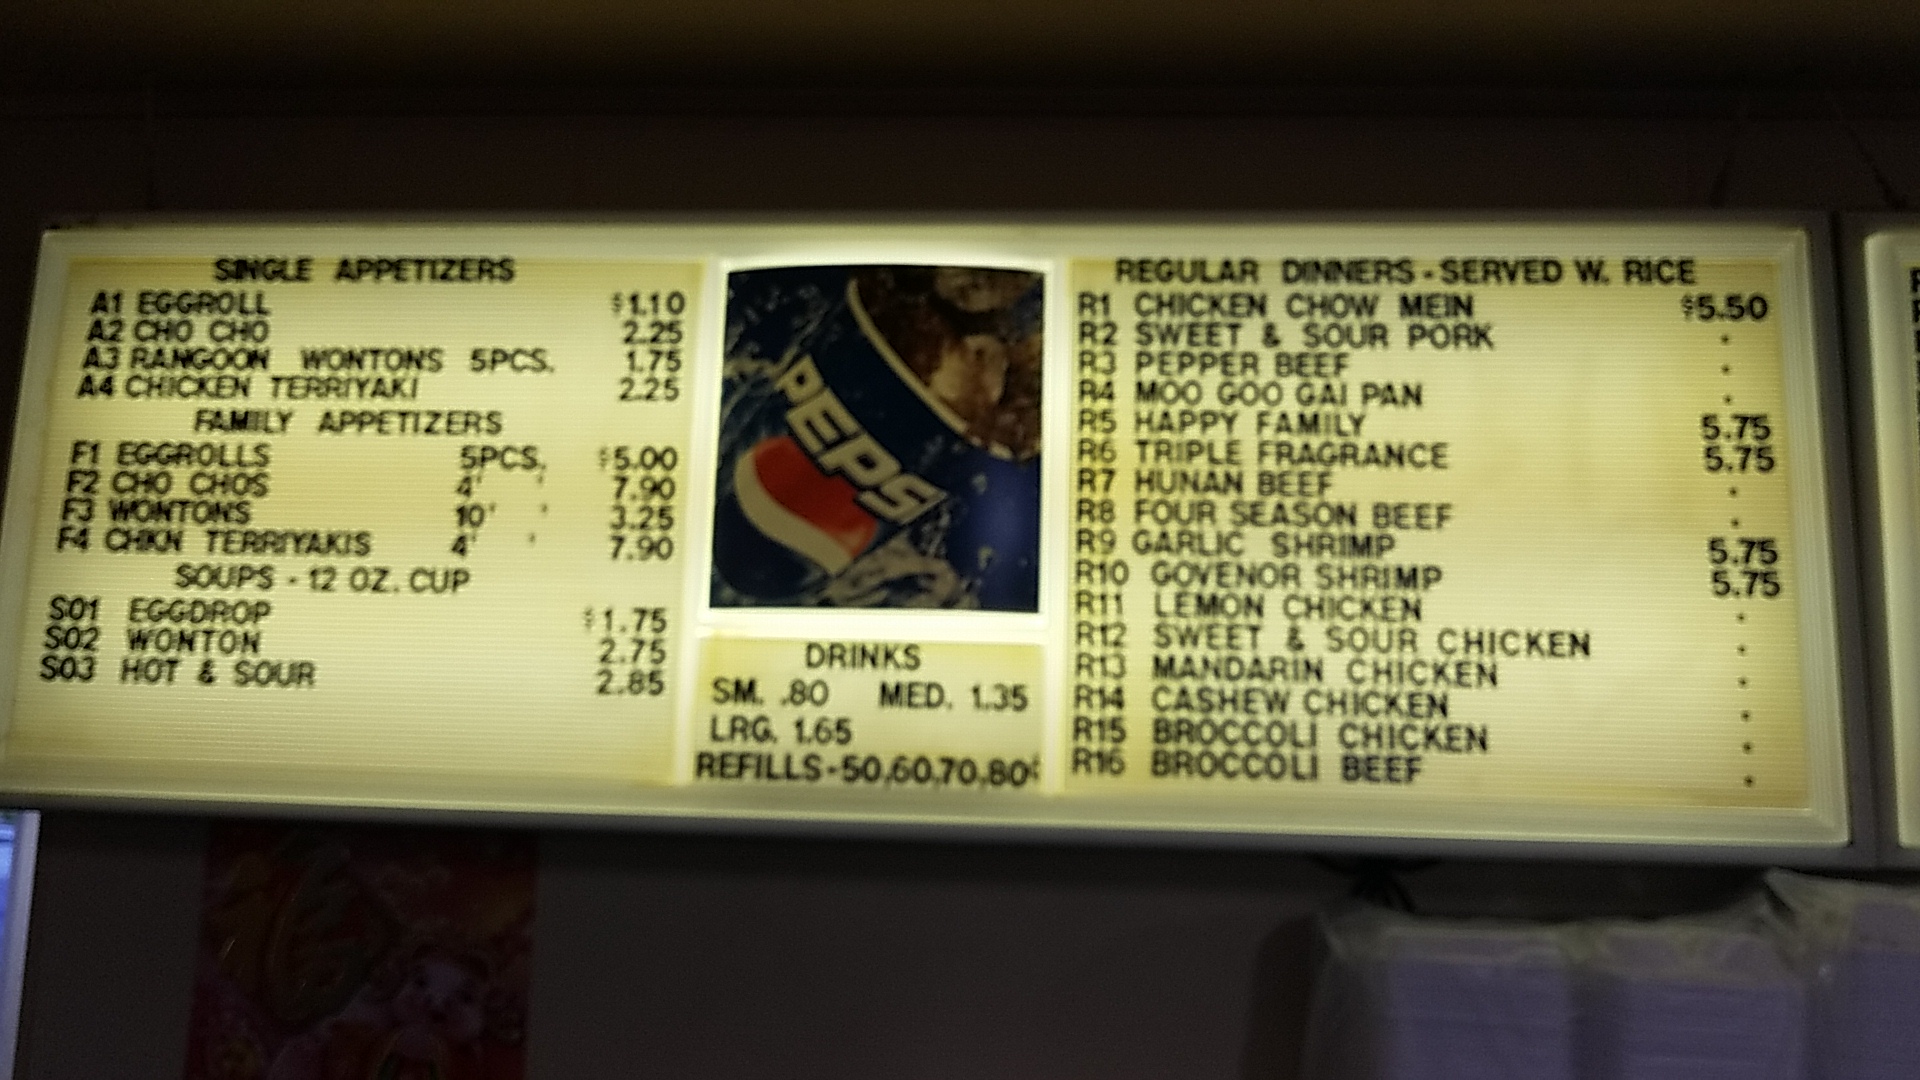 SINGLE APPETIZERS
A1 EGGROLL $1.10
A2 CHO CHO 2.25
A3 RANGOON WONTONS 5PCS. 1.75
A4 CHICKEN TERRIYAKI 2.25
FAMILY APPETIZERS
F1 EGGROLLS 5PCS. $5.00
F2 CHO CHOS 4' ' 7.90
F3 WONTONS 10' ' 3.25
F4 CHKN TERRIYAKIS 4' ' 7.90
SOUPS - 12 OZ. CUP
S01 EGGDROP $1.75
S02 WONTON 2.75
S03 HOT & SOUR 2.85
PEPSI
DRINKS
SM. .80 MED. 1.35
LRG. 1.65
REFILLS-50,60,70,80¢
REGULAR DINNERS - SERVED W. RICE
R1 CHICKEN CHOW MEIN $5.50
R2 SWEET & SOUR PORK .
R3 PEPPER BEEF .
R4 MOO GOO GAI PAN .
R5 HAPPY FAMILY 5.75
R6 TRIPLE FRAGRANCE 5.75
R7 HUNAN BEEF .
R8 FOUR SEASON BEEF .
R9 GARLIC SHRIMP 5.75
R10 GOVENOR SHRIMP 5.75
R11 LEMON CHICKEN .
R12 SWEET & SOUR CHICKEN .
R13 MANDARIN CHICKEN .
R14 CASHEW CHICKEN .
R15 BROCCOLI CHICKEN .
R16 BROCCOLI BEEF .